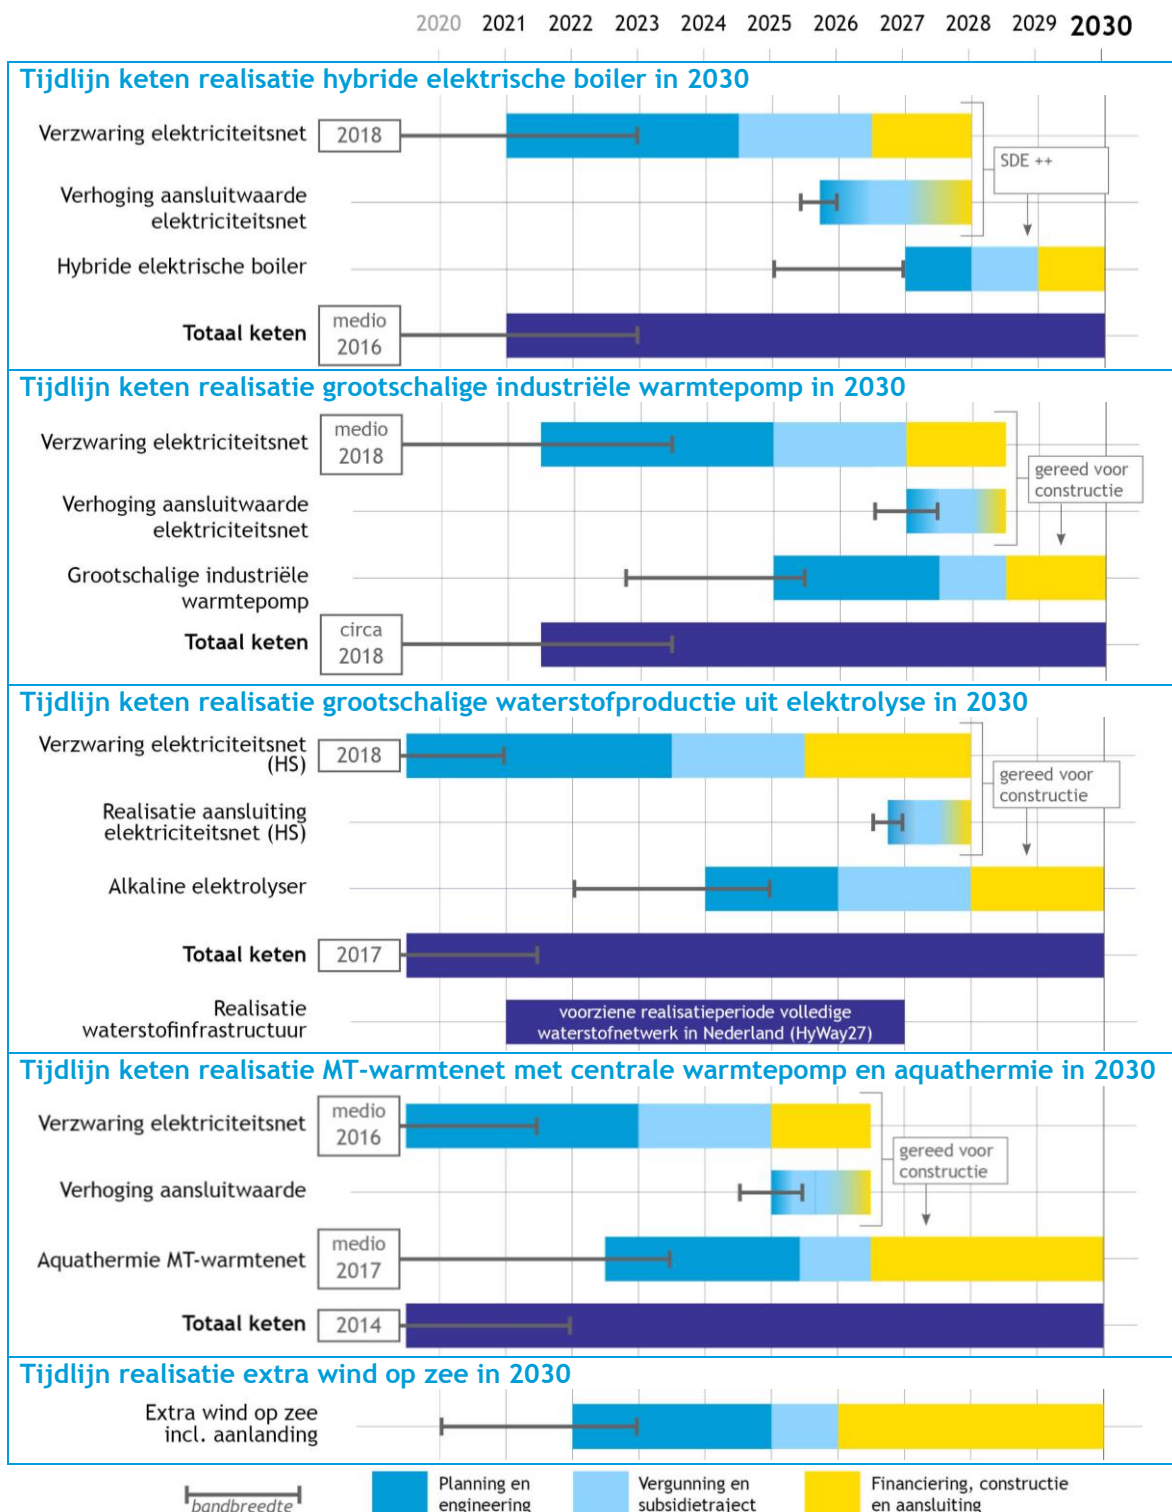 2020 2021 2022 2023 2024 2025 2026 2027 2028 2029 2030
Tijdlijn keten realisatie hybride elektrische boiler in 2030
Verzwaring elektriciteitsnet
2018
Verhoging aansluitwaarde
elektriciteitsnet
SDE ++
Hybride elektrische boiler
Totaal keten
medio
2016
Tijdlijn keten realisatie grootschalige industriële warmtepomp in 2030
Verzwaring elektriciteitsnet
medio
2018
Verhoging aansluitwaarde
elektriciteitsnet
gereed voor
constructie
Grootschalige industriële
warmtepomp
Totaal keten
circa
2018
Tijdlijn keten realisatie grootschalige waterstofproductie uit elektrolyse in 2030
Verzwaring elektriciteitsnet
(HS)
2018
Realisatie aansluiting
elektriciteitsnet (HS)
gereed voor
constructie
Alkaline elektrolyser
Totaal keten
2017
Realisatie
waterstofinfrastructuur
voorziene realisatieperiode volledige
waterstofnetwerk in Nederland (HyWay27)
Tijdlijn keten realisatie MT-warmtenet met centrale warmtepomp en aquathermie in 2030
Verzwaring elektriciteitsnet
medio
2016
Verhoging aansluitwaarde
gereed voor
constructie
Aquathermie MT-warmtenet
medio
2017
Totaal keten
2014
Tijdlijn realisatie extra wind op zee in 2030
Extra wind op zee
incl. aanlanding
bandbreedte
Planning en
engineering
Vergunning en
subsidietraject
Financiering, constructie
en aansluiting